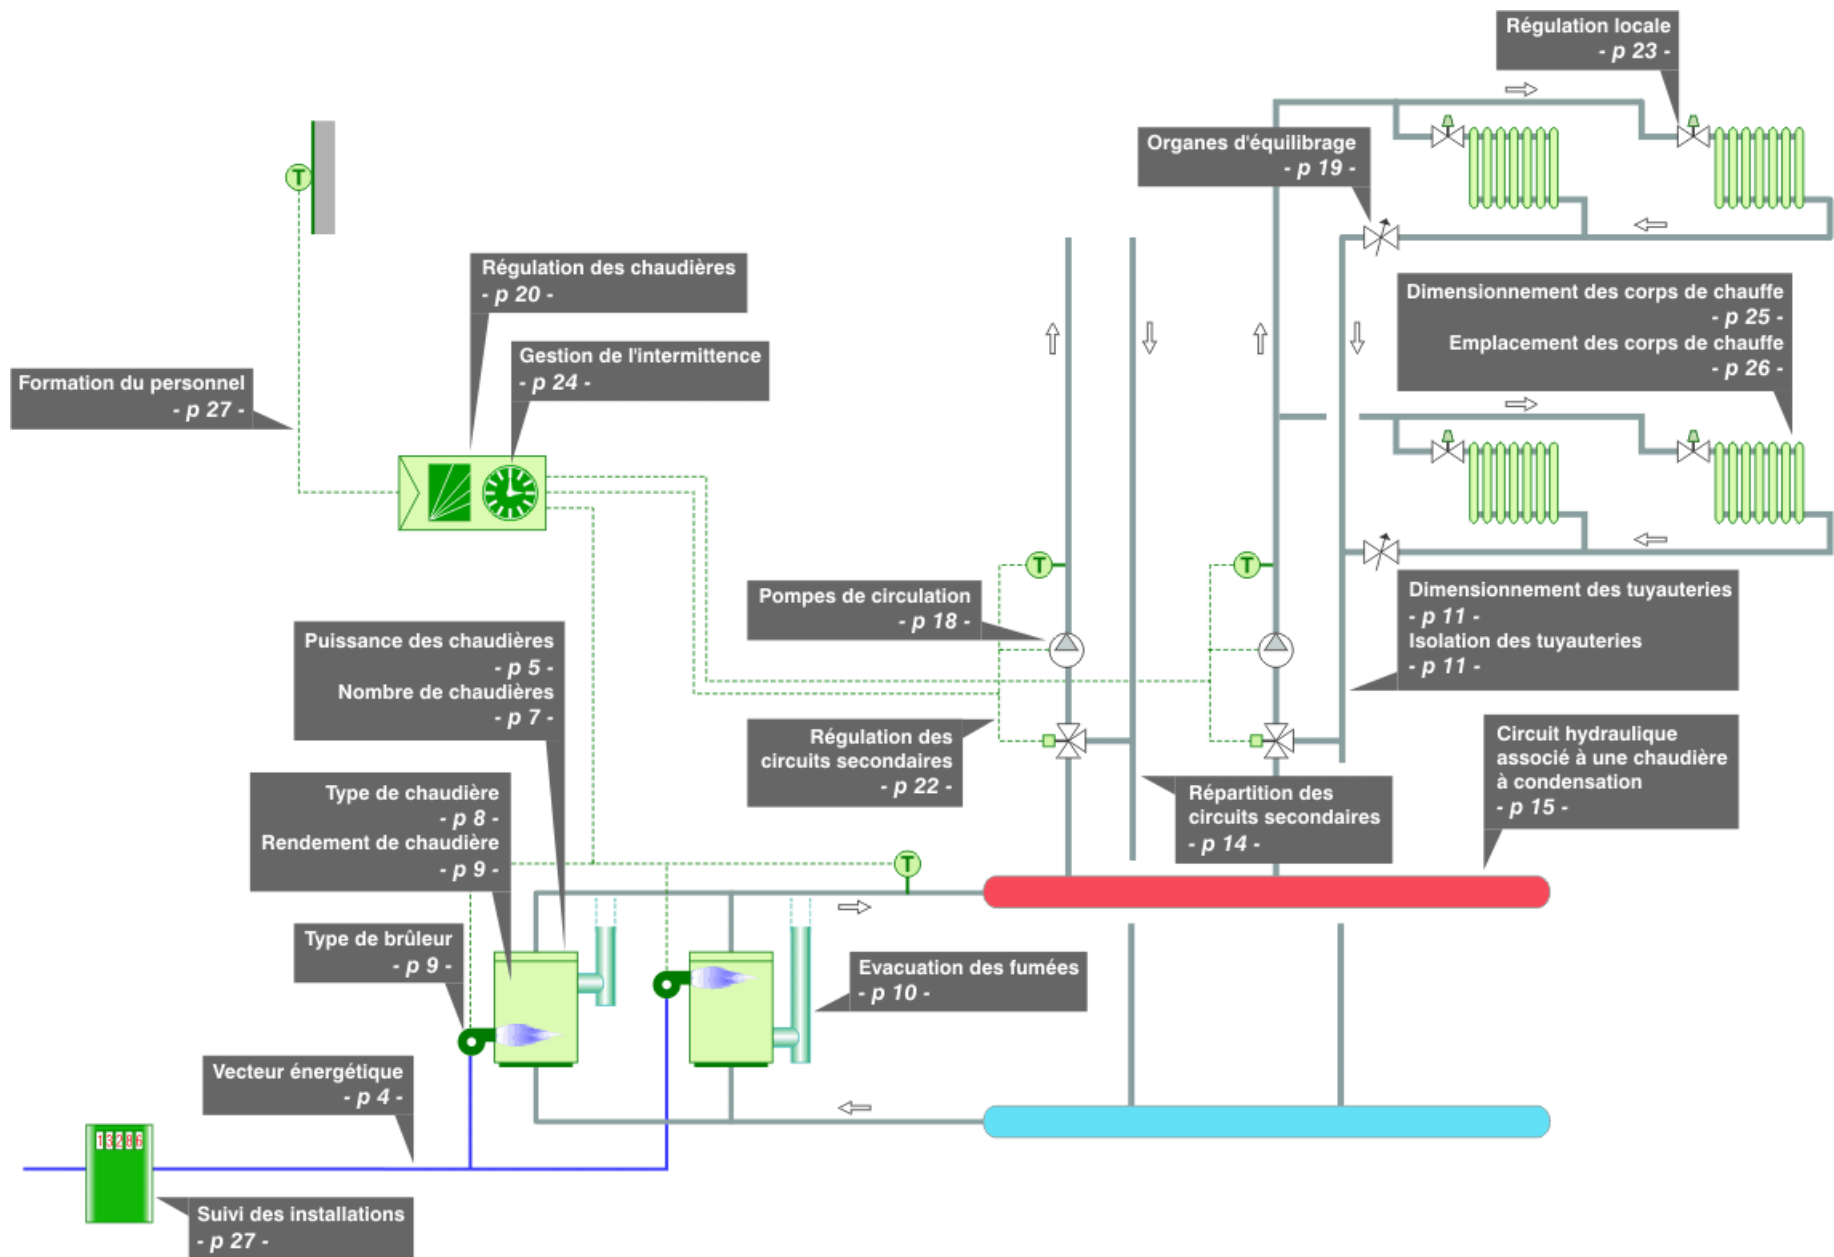 Régulation locale
- p 23 -
Organes d'équilibrage
- p 19 -
T
Régulation des chaudières
- p 20 -
Dimensionnement des corps de chauffe
- p 25 -
Emplacement des corps de chauffe
- p 26 -
Gestion de l'intermittence
- p 24 -
Formation du personnel
- p 27 -
T
T
Pompes de circulation
- p 18 -
Dimensionnement des tuyauteries
- p 11 -
Isolation des tuyauteries
- p 11 -
Puissance des chaudières
- p 5 -
Nombre de chaudières
- p 7 -
Régulation des
circuits secondaires
- p 22 -
Circuit hydraulique
associé à une chaudière
à condensation
- p 15 -
Répartition des
circuits secondaires
- p 14 -
Type de chaudière
- p 8 -
Rendement de chaudière
- p 9 -
T
Type de brûleur
- p 9 -
Evacuation des fumées
- p 10 -
Vecteur énergétique
- p 4 -
13286
Suivi des installations
- p 27 -